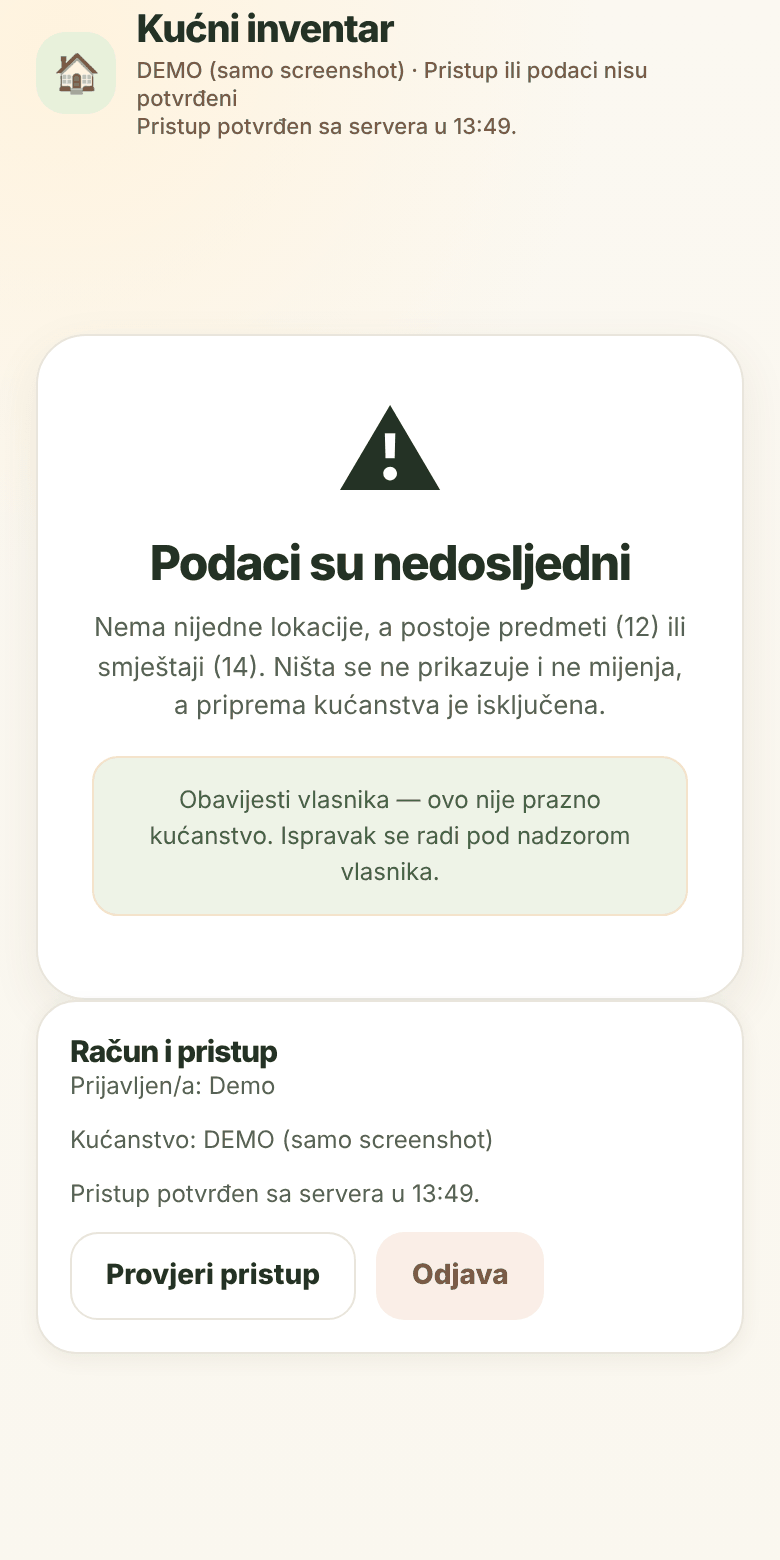 Kućni inventar
DEMO (samo screenshot) · Pristup ili podaci nisu
potvrđeni
Pristup potvrđen sa servera u 13:49.
Podaci su nedosljedni
Nema nijedne lokacije, a postoje predmeti (12) ili
smještaji (14). Ništa se ne prikazuje i ne mijenja,
a priprema kućanstva je isključena.
Obavijesti vlasnika — ovo nije prazno
kućanstvo. Ispravak se radi pod nadzorom
vlasnika.
Račun i pristup
Prijavljen/a: Demo
Kućanstvo: DEMO (samo screenshot)
Pristup potvrđen sa servera u 13:49.
Provjeri pristup
Odjava